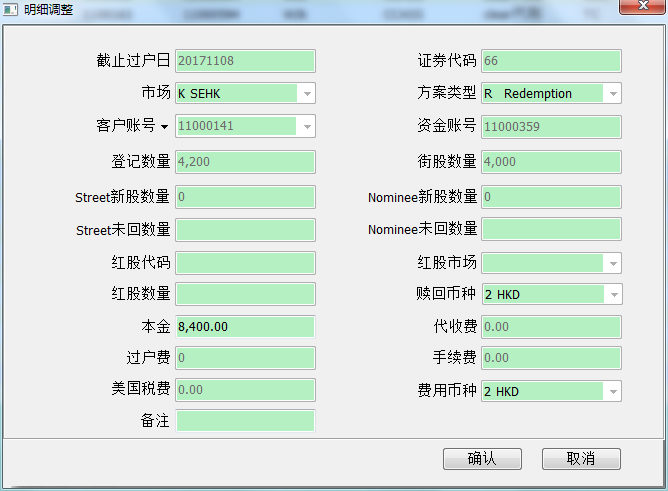 明细调整
截止过户日 20171108 证券代码 66
市场 K SEHK 方案类型 R Redemption
客户账号 11000141 资金账号 11000359
登记数量 4,200 街股数量 4,000
Street新股数量 0 Nominee新股数量 0
Street未回数量 Nominee未回数量
红股代码 红股市场
红股数量 赎回币种 2 HKD
本金 8,400.00 代收费 0.00
过户费 0 手续费 0.00
美国税费 0.00 费用币种 2 HKD
备注
确认 取消